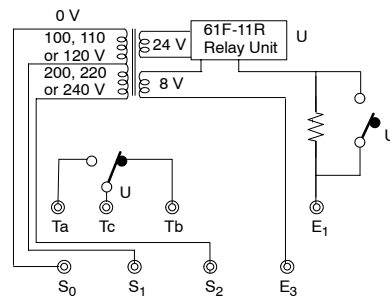 0 V
100, 110
or 120 V
200, 220
or 240 V
24 V
8 V
61F-11R
Relay Unit
U
U
U
Ta
Tc
Tb
E1
S0
S1
S2
E3